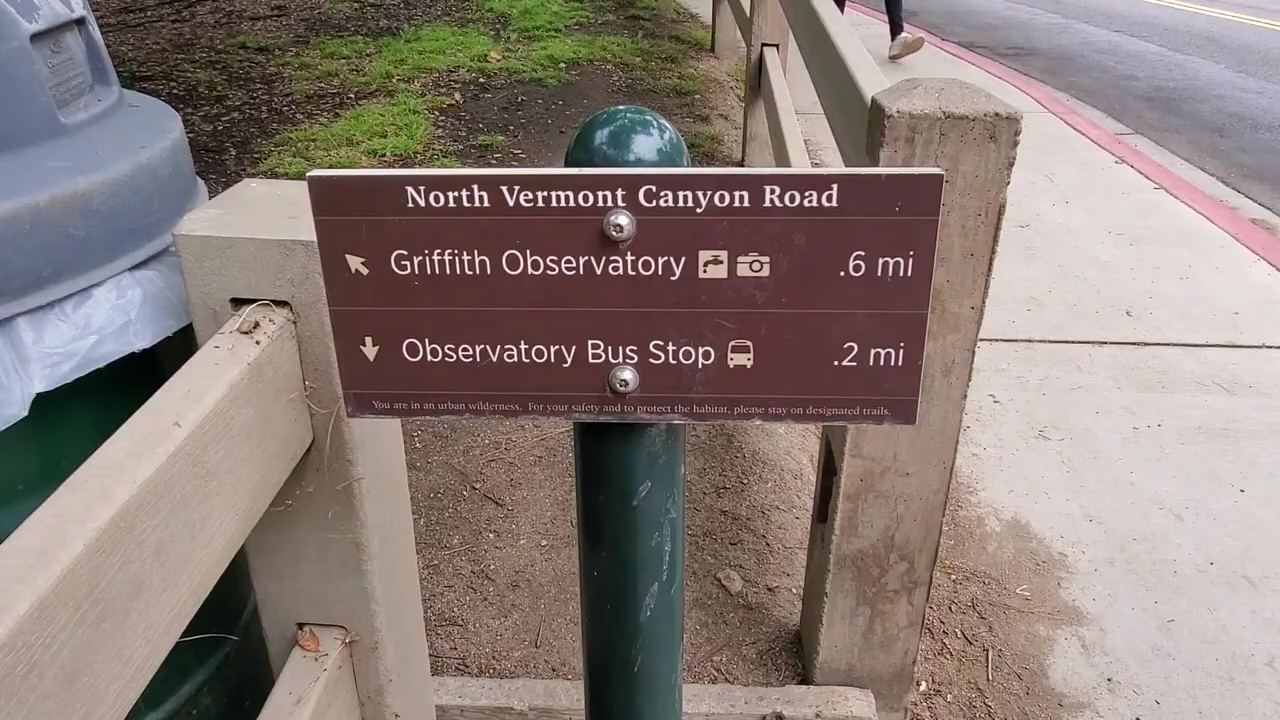 North Vermont Canyon Road
Griffith Observatory .6 mi
Observatory Bus Stop .2 mi
You are in an urban wilderness. For your safety and to protect the habitat, please stay on designated trails.